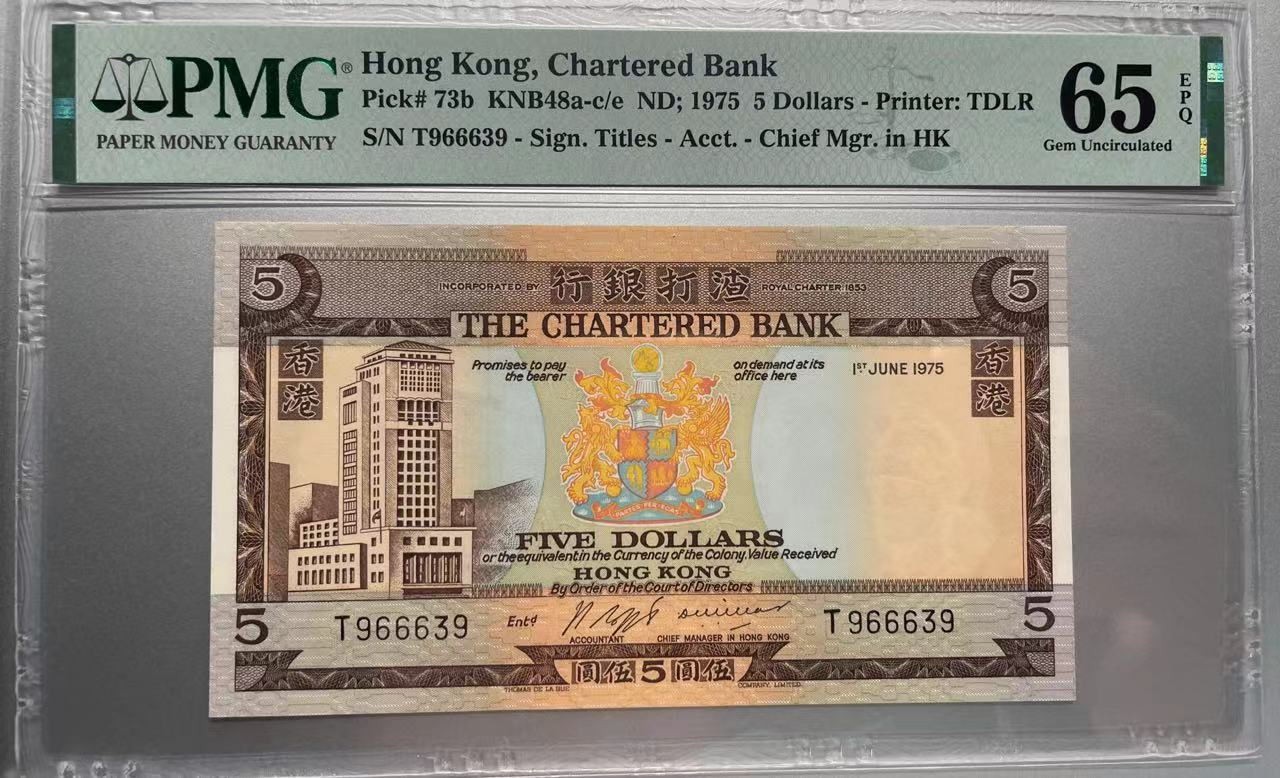 PMG®
PAPER MONEY GUARANTY
Hong Kong, Chartered Bank
Pick# 73b KNB48a-c/e ND; 1975 5 Dollars - Printer: TDLR
S/N T966639 - Sign. Titles - Acct. - Chief Mgr. in HK
65
Gem Uncirculated
EPQ
5
INCORPORATED BY 行銀打渣 ROYAL CHARTER 1853
5
THE CHARTERED BANK
香港
Promises to pay the bearer
on demand at its office here
1ST JUNE 1975
香港
PARTES PER EQRS
FIVE DOLLARS
or the equivalent in the Currency of the Colony. Value Received
HONG KONG
By Order of the Court of Directors
5
T966639
Entd
T966639
5
ACCOUNTANT
CHIEF MANAGER IN HONG KONG
圓伍5圓伍
THOMAS DE LA RUE
COMPANY, LIMITED.